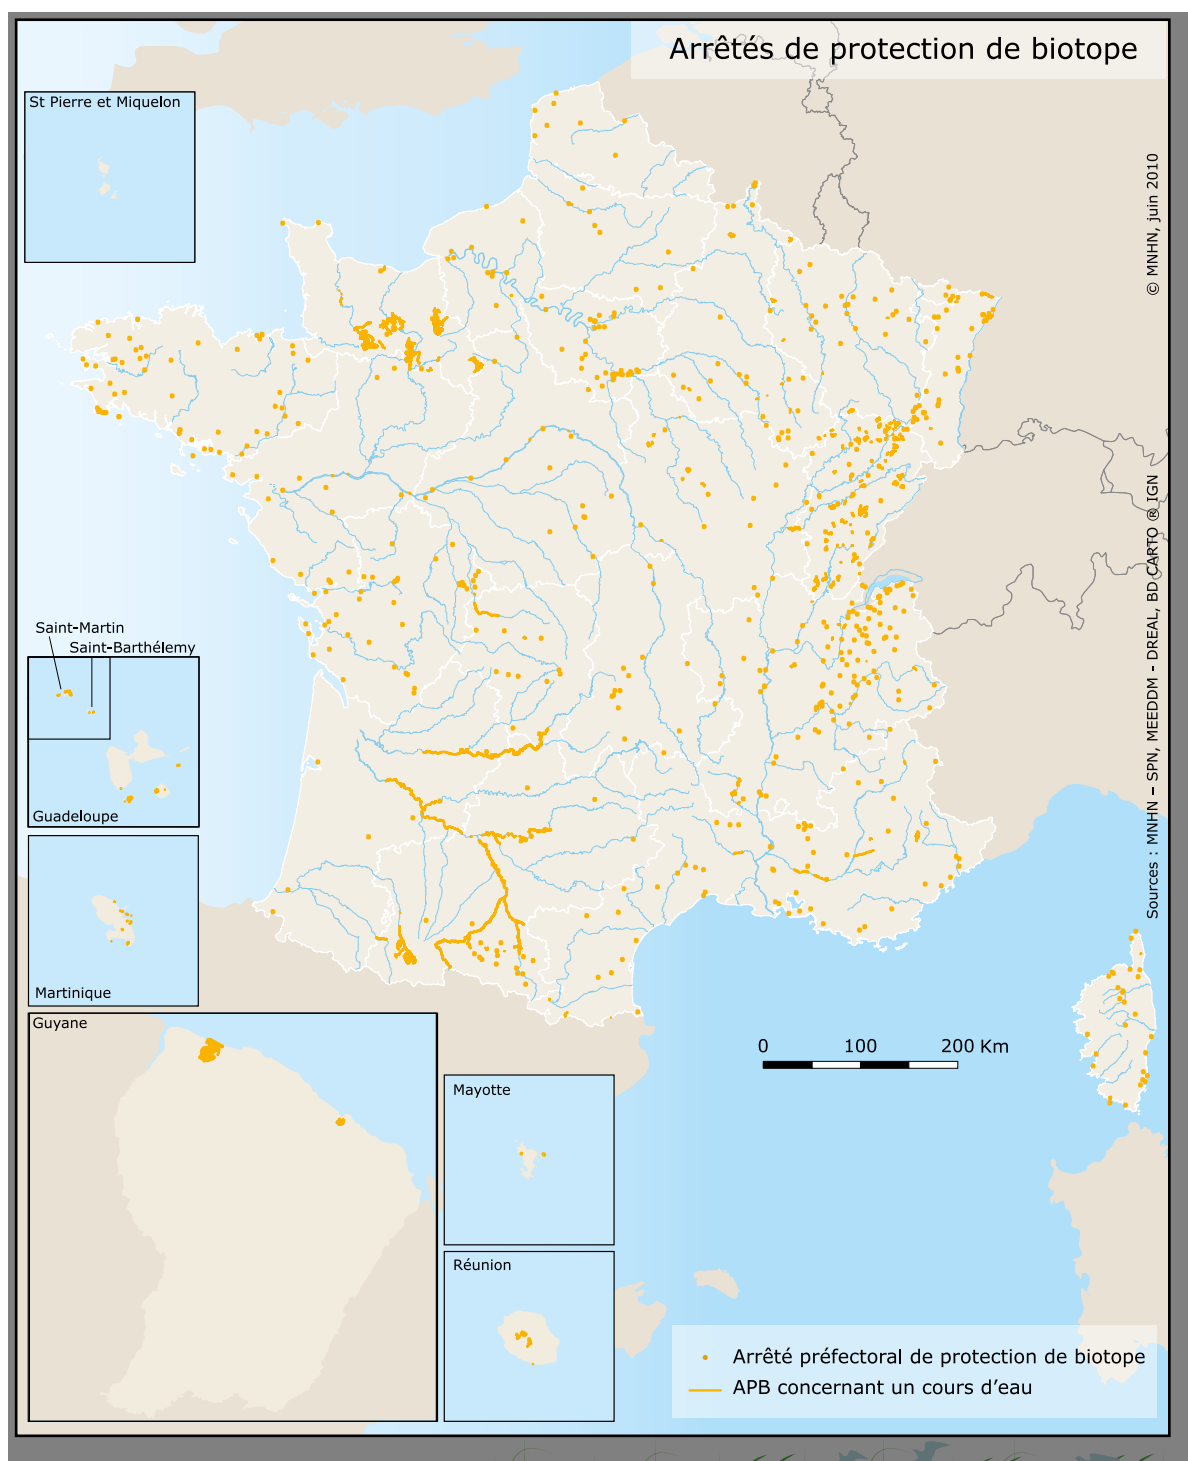 Arrêtés de protection de biotope
St Pierre et Miquelon
© MNHN, juin 2010
Sources : MNHN – SPN, MEEDDM - DREAL, BD CARTO ® IGN
Saint-Martin
Saint-Barthélemy
Guadeloupe
Martinique
Guyane
Mayotte
Réunion
0 100 200 Km
Arrêté préfectoral de protection de biotope
APB concernant un cours d'eau